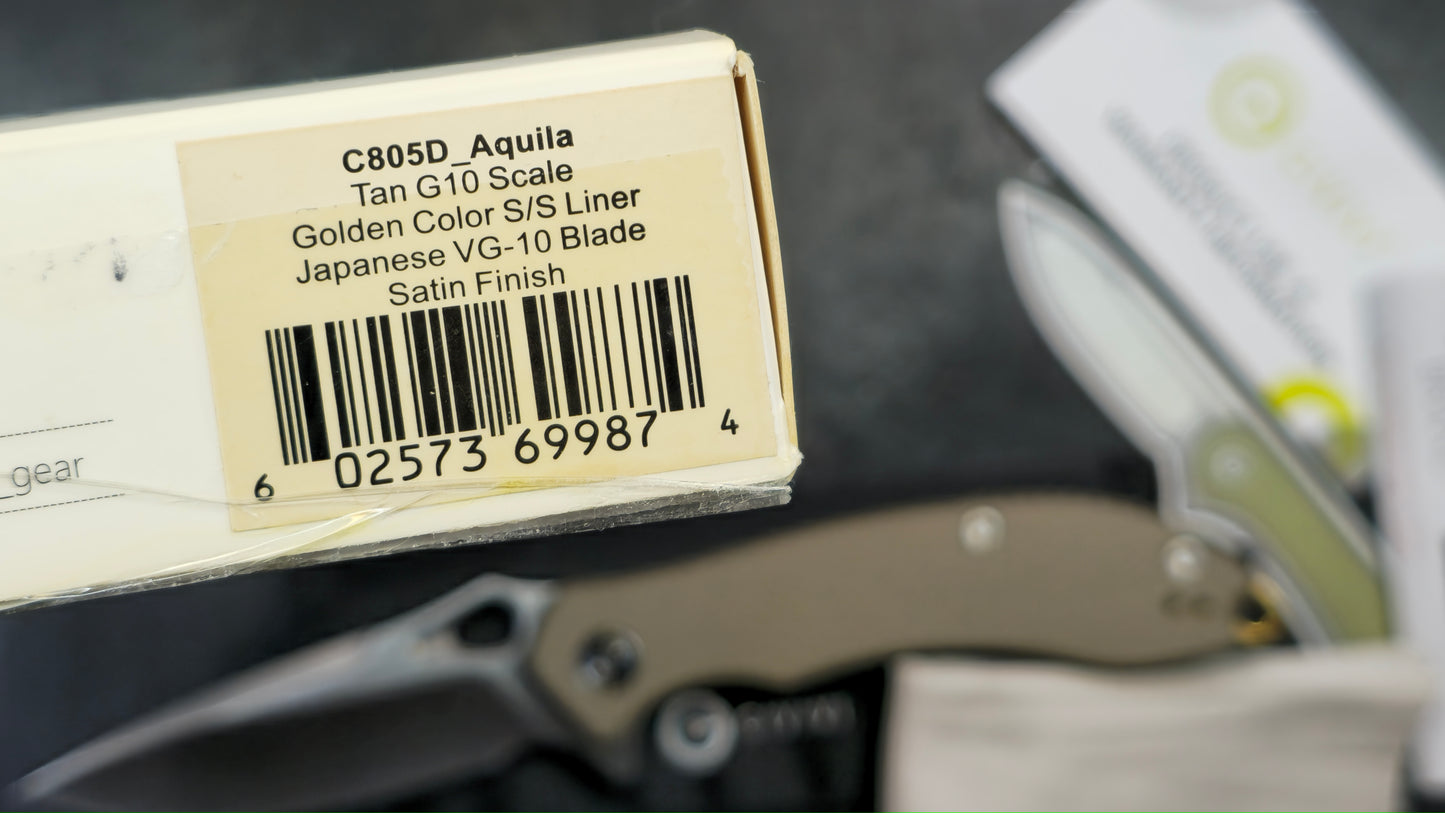 C805D_Aquila
Tan G10 Scale
Golden Color S/S Liner
Japanese VG-10 Blade
Satin Finish
6 02573 69987 4
_gear